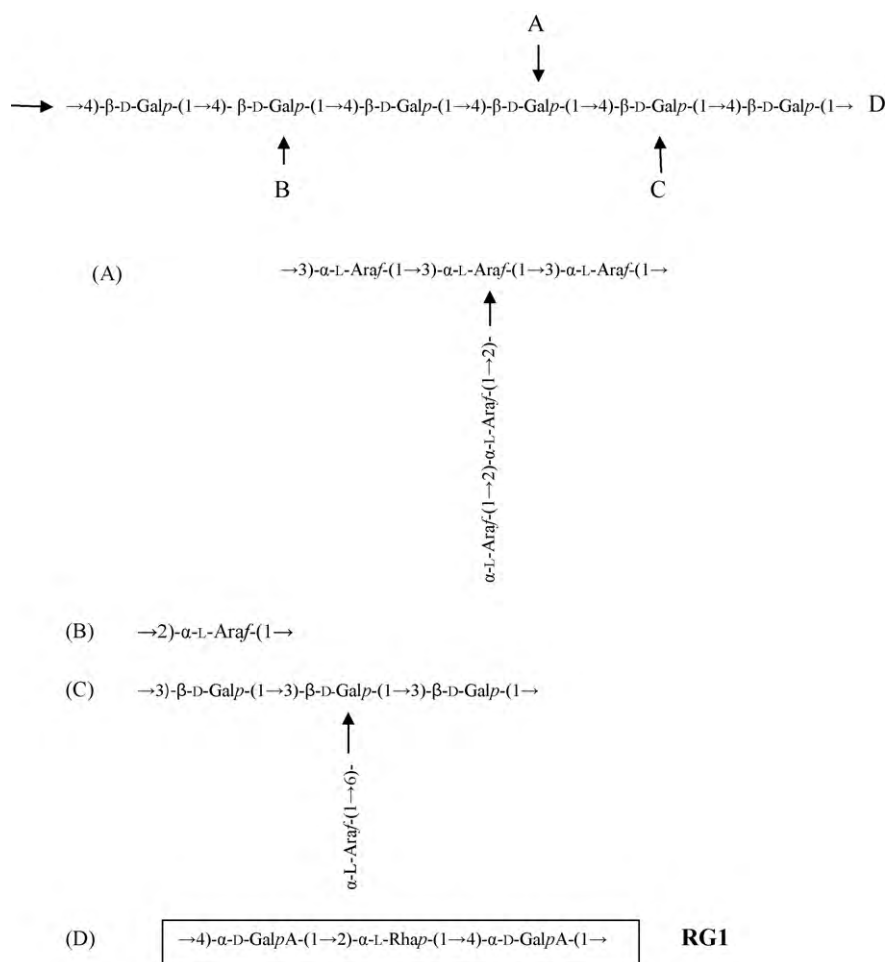 A
→4)-β-D-Galp-(1→4)- β-D-Galp-(1→4)-β-D-Galp-(1→4)-β-D-Galp-(1→4)-β-D-Galp-(1→4)-β-D-Galp-(1→ D
B
C
(A) →3)-α-L-Araf-(1→3)-α-L-Araf-(1→3)-α-L-Araf-(1→
α-L-Araf-(1→2)-α-L-Araf-(1→2)-
(B) →2)-α-L-Araf-(1→
(C) →3)-β-D-Galp-(1→3)-β-D-Galp-(1→3)-β-D-Galp-(1→
α-L-Araf-(1→6)-
(D) →4)-α-D-GalpA-(1→2)-α-L-Rhap-(1→4)-α-D-GalpA-(1→ RG1